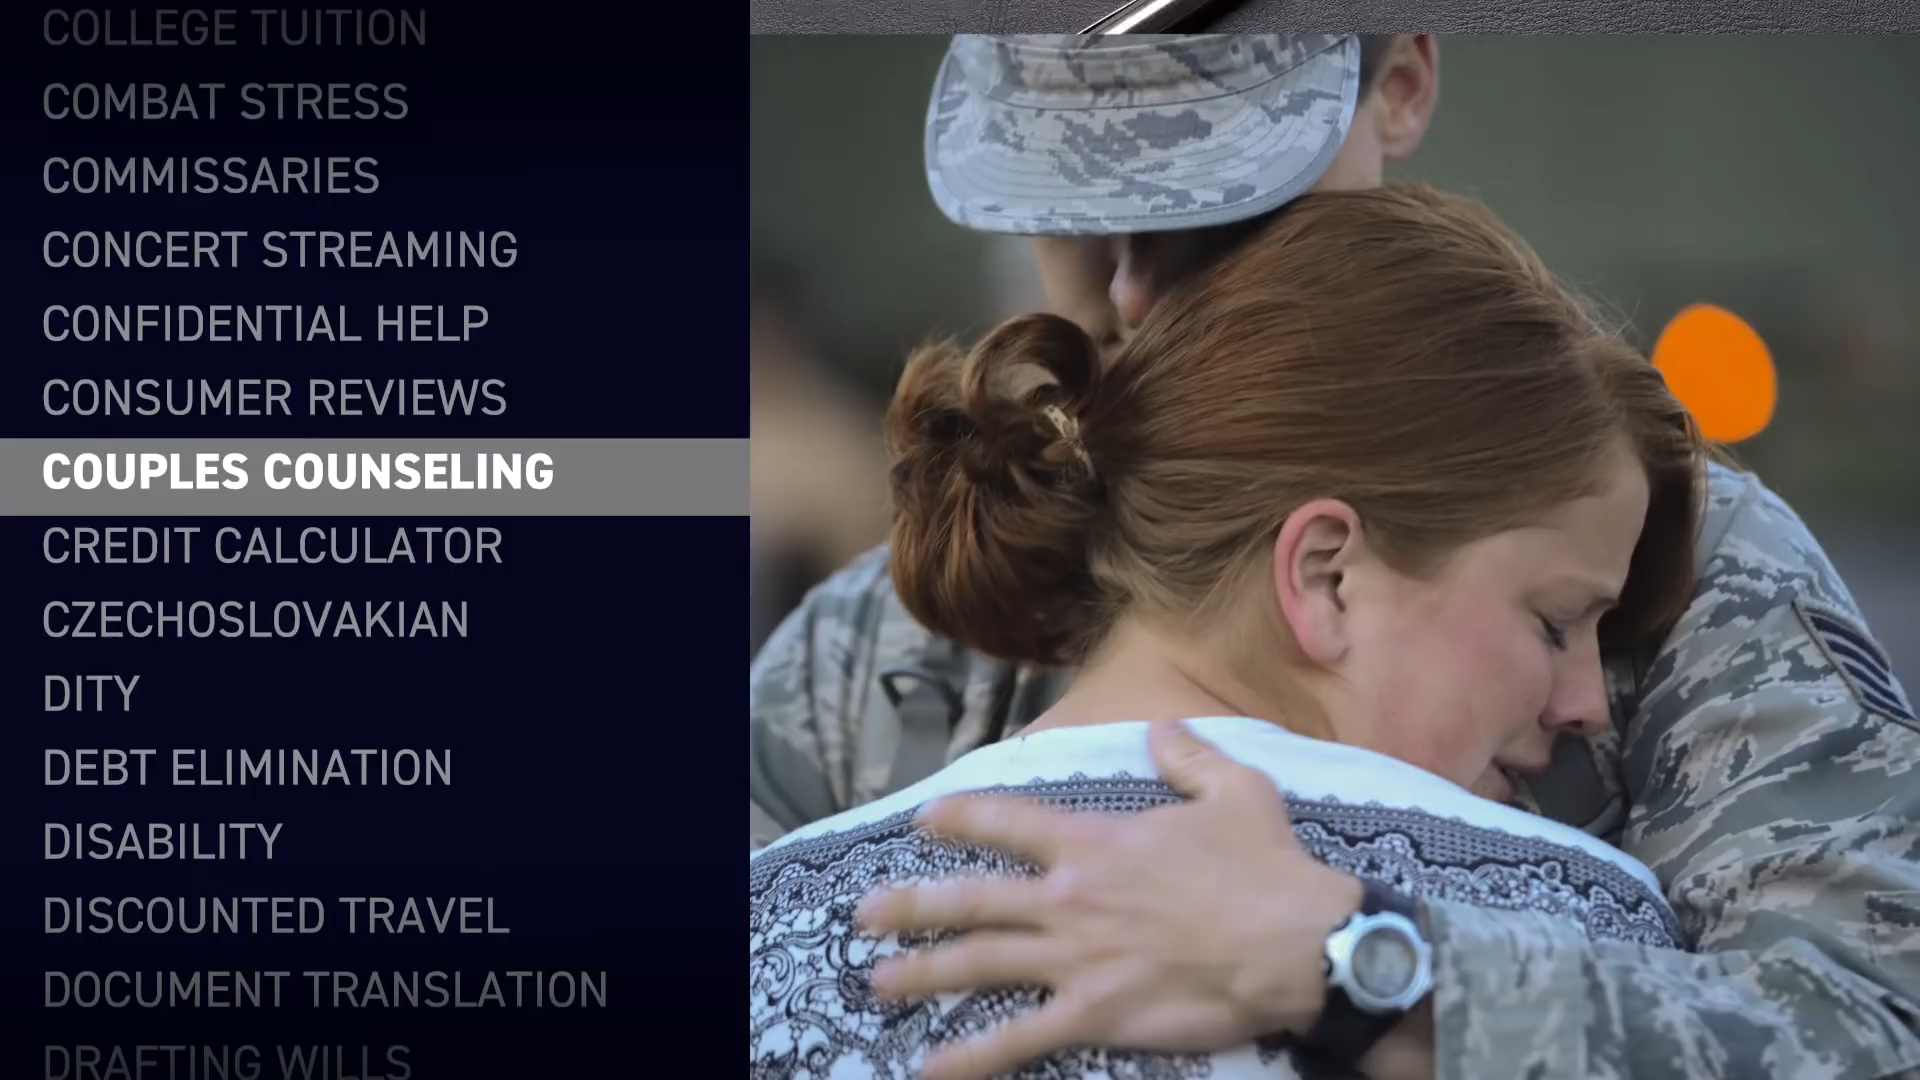 COLLEGE TUITION
COMBAT STRESS
COMMISSARIES
CONCERT STREAMING
CONFIDENTIAL HELP
CONSUMER REVIEWS
COUPLES COUNSELING
CREDIT CALCULATOR
CZECHOSLOVAKIAN
DITY
DEBT ELIMINATION
DISABILITY
DISCOUNTED TRAVEL
DOCUMENT TRANSLATION
DRAFTING WILLS